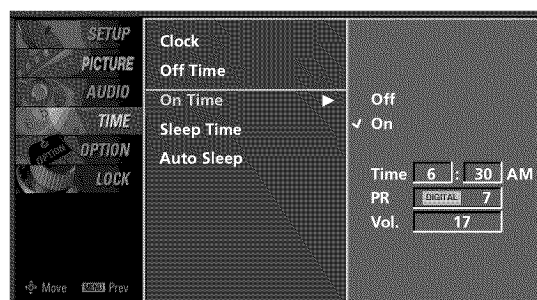 SETUP
PICTURE
AUDIO
TIME
OPTION
LOCK
OPTION
Move MENU Prev
Clock
Off Time
On Time ▶
Sleep Time
Auto Sleep
Off
✓ On
Time 6 : 30 AM
PR DIGITAL 7
Vol. 17